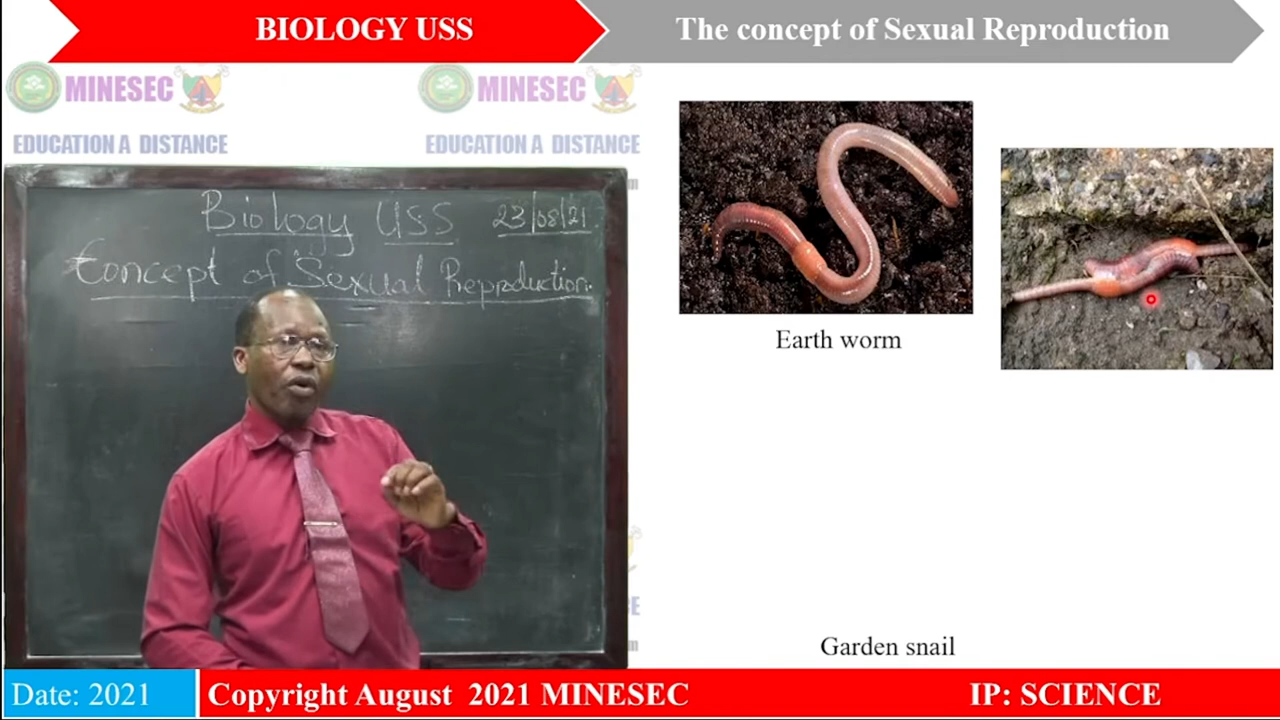 BIOLOGY USS
The concept of Sexual Reproduction
MINESEC
MINESEC
EDUCATION A DISTANCE
EDUCATION A DISTANCE
Biology USS 23/08/21
Concept of Sexual Reproduction.
Earth worm
Garden snail
Date: 2021
Copyright August 2021 MINESEC
IP: SCIENCE